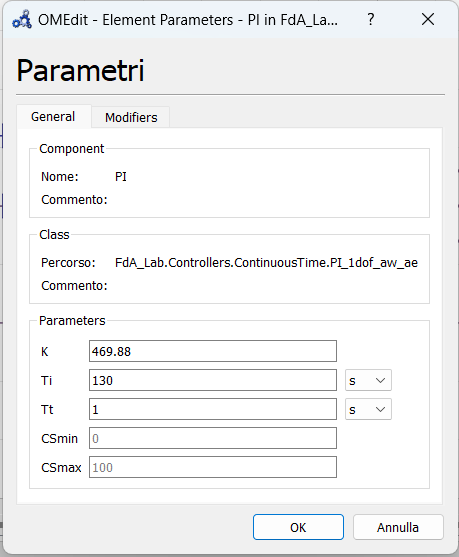 OMEdit - Element Parameters - PI in FdA_La... ? ×
Parametri
General Modifiers
Component
Nome: PI
Commento:
Class
Percorso: FdA_Lab.Controllers.ContinuousTime.PI_1dof_aw_ae
Commento:
Parameters
K 469.88
Ti 130 s
Tt 1 s
CSmin 0
CSmax 100
OK Annulla